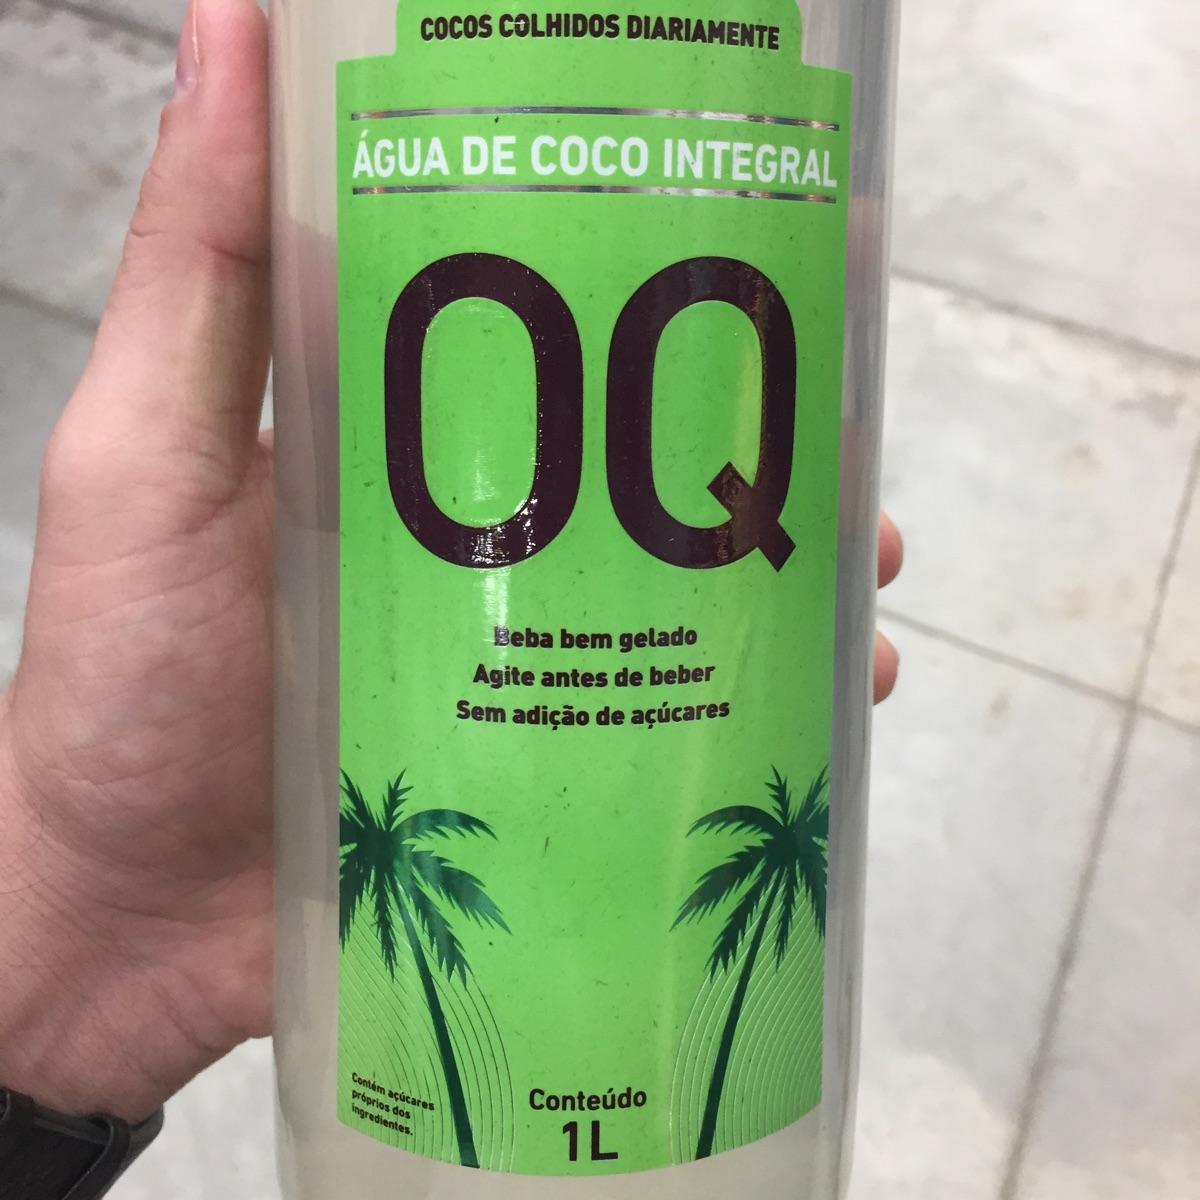 COCOS COLHIDOS DIARIAMENTE
ÁGUA DE COCO INTEGRAL
OQ
Beba bem gelado
Agite antes de beber
Sem adição de açúcares
Contém açúcares
próprios dos
ingredientes.
Conteúdo
1L